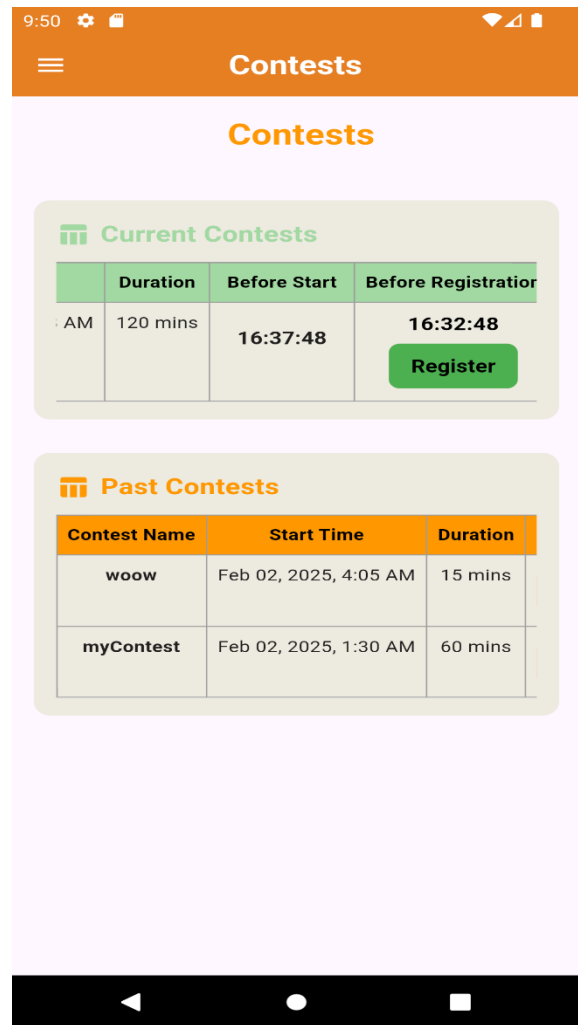 9:50
Contests
Contests
Current Contests
Duration Before Start Before Registration
AM 120 mins 16:37:48 16:32:48
Register
Past Contests
Contest Name Start Time Duration
woow Feb 02, 2025, 4:05 AM 15 mins
myContest Feb 02, 2025, 1:30 AM 60 mins